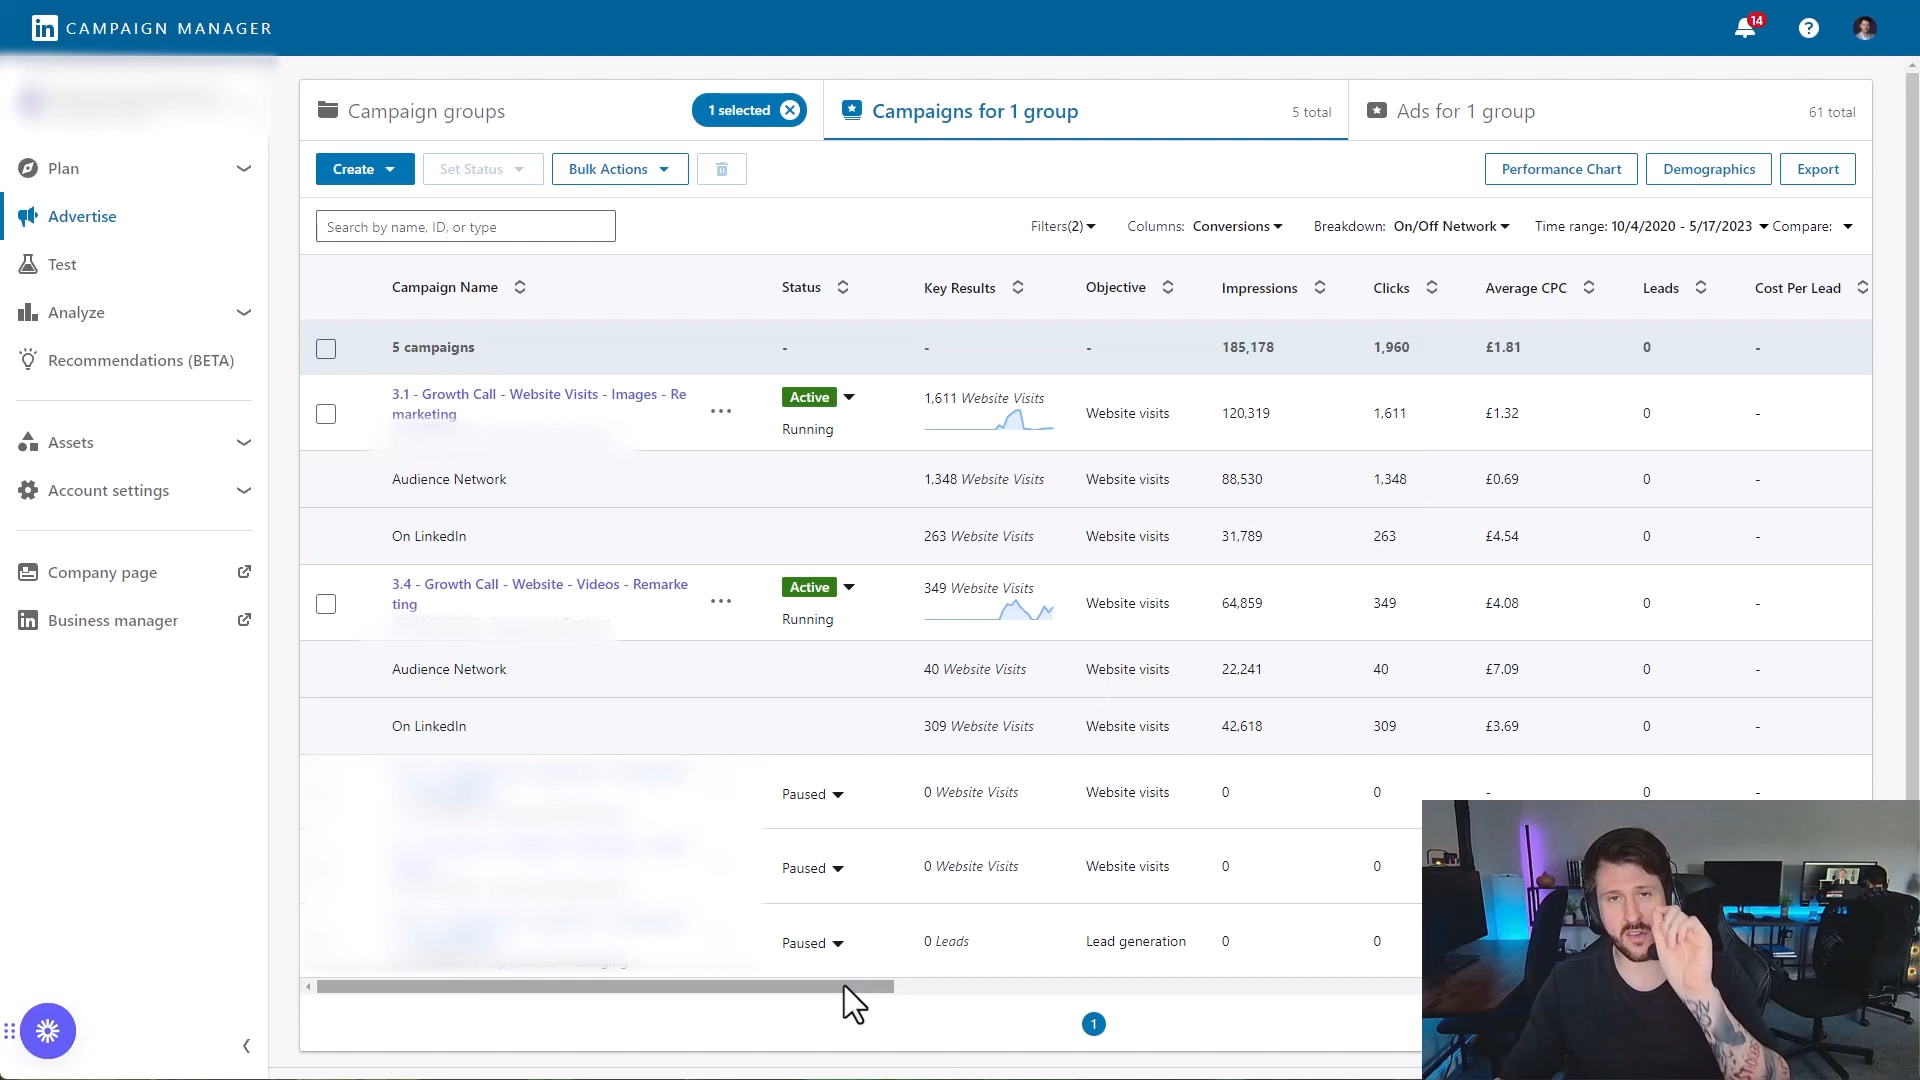 in CAMPAIGN MANAGER
14
?
Campaign groups
1 selected
Campaigns for 1 group
5 total
Ads for 1 group
61 total
Plan
Advertise
Test
Analyze
Recommendations (BETA)
Assets
Account settings
Company page
Business manager
Create
Set Status
Bulk Actions
Performance Chart
Demographics
Export
Search by name, ID, or type
Filters(2)
Columns: Conversions
Breakdown: On/Off Network
Time range: 10/4/2020 - 5/17/2023
Compare:
Campaign Name Status Key Results Objective Impressions Clicks Average CPC Leads Cost Per Lead
5 campaigns - - - 185,178 1,960 £1.81 0 -
3.1 - Growth Call - Website Visits - Images - Re
marketing
Active
Running
1,611 Website Visits
Website visits 120,319 1,611 £1.32 0 -
Audience Network 1,348 Website Visits Website visits 88,530 1,348 £0.69 0 -
On LinkedIn 263 Website Visits Website visits 31,789 263 £4.54 0 -
3.4 - Growth Call - Website - Videos - Remarke
ting
Active
Running
349 Website Visits
Website visits 64,859 349 £4.08 0 -
Audience Network 40 Website Visits Website visits 22,241 40 £7.09 0 -
On LinkedIn 309 Website Visits Website visits 42,618 309 £3.69 0 -
Paused 0 Website Visits Website visits 0 0 - 0 -
Paused 0 Website Visits Website visits 0 0
Paused 0 Leads Lead generation 0 0
1